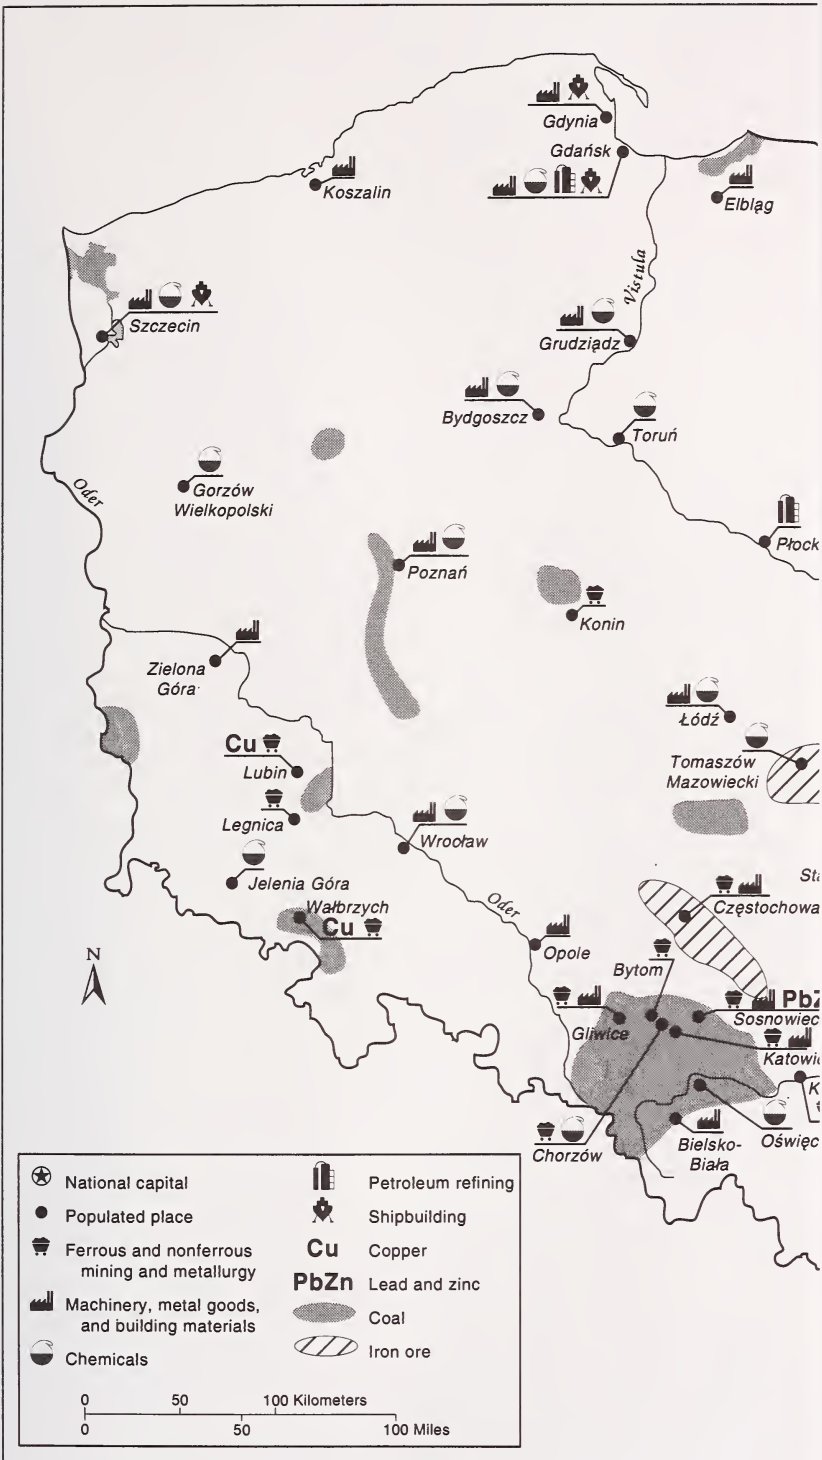 Gdynia
Gdańsk
Koszalin
Elbląg
Vistula
Szczecin
Grudziądz
Bydgoszcz
Toruń
Oder
Gorzów
Wielkopolski
Płock
Poznań
Konin
Zielona
Góra
Łódź
Cu
Lubin
Tomaszów
Mazowiecki
Legnica
Wrocław
Jelenia Góra
Wałbrzych
Cu
Oder
Częstochowa
N
Opole
Bytom
PbZ
Gliwice
Sosnowiec
Katowic
K
Chorzów
Bielsko-
Biała
Oświęc
National capital
Populated place
Ferrous and nonferrous
mining and metallurgy
Machinery, metal goods,
and building materials
Chemicals
Petroleum refining
Shipbuilding
Cu Copper
PbZn Lead and zinc
Coal
Iron ore
0 50 100 Kilometers
0 50 100 Miles